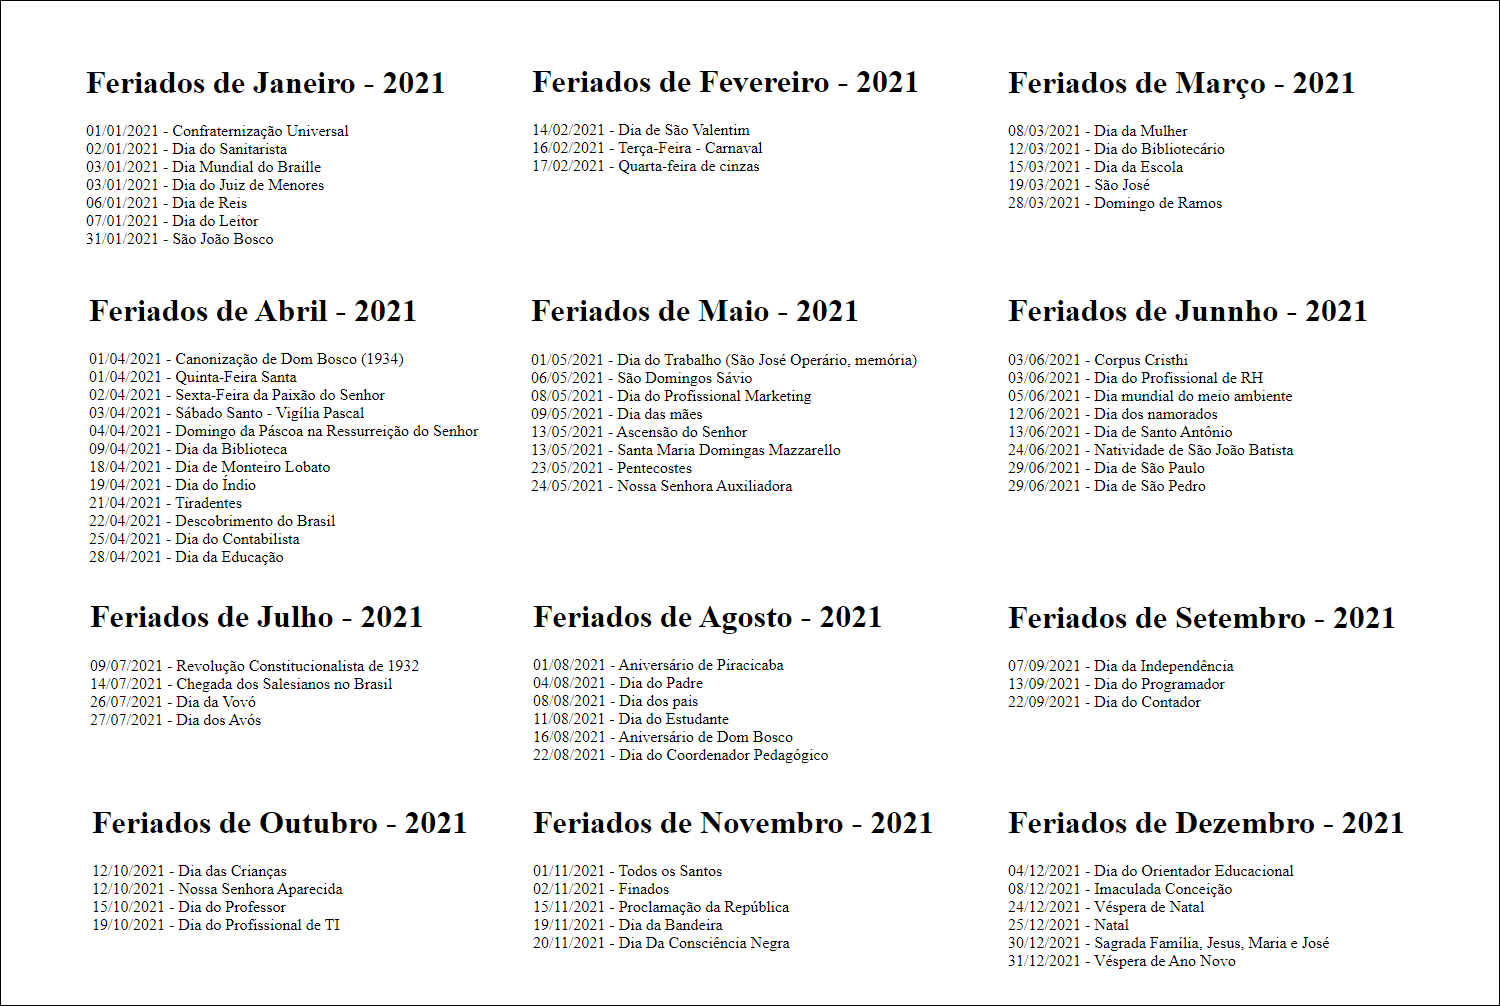 Feriados de Janeiro - 2021
01/01/2021 - Confraternização Universal
02/01/2021 - Dia do Sanitarista
03/01/2021 - Dia Mundial do Braille
03/01/2021 - Dia do Juiz de Menores
06/01/2021 - Dia de Reis
07/01/2021 - Dia do Leitor
31/01/2021 - São João Bosco
Feriados de Fevereiro - 2021
14/02/2021 - Dia de São Valentim
16/02/2021 - Terça-Feira - Carnaval
17/02/2021 - Quarta-feira de cinzas
Feriados de Março - 2021
08/03/2021 - Dia da Mulher
12/03/2021 - Dia do Bibliotecário
15/03/2021 - Dia da Escola
19/03/2021 - São José
28/03/2021 - Domingo de Ramos
Feriados de Abril - 2021
01/04/2021 - Canonização de Dom Bosco (1934)
01/04/2021 - Quinta-Feira Santa
02/04/2021 - Sexta-Feira da Paixão do Senhor
03/04/2021 - Sábado Santo - Vigília Pascal
04/04/2021 - Domingo da Páscoa na Ressurreição do Senhor
09/04/2021 - Dia da Biblioteca
18/04/2021 - Dia de Monteiro Lobato
19/04/2021 - Dia do Índio
21/04/2021 - Tiradentes
22/04/2021 - Descobrimento do Brasil
25/04/2021 - Dia do Contabilista
28/04/2021 - Dia da Educação
Feriados de Maio - 2021
01/05/2021 - Dia do Trabalho (São José Operário, memória)
06/05/2021 - São Domingos Sávio
08/05/2021 - Dia do Profissional Marketing
09/05/2021 - Dia das mães
13/05/2021 - Ascensão do Senhor
13/05/2021 - Santa Maria Domingas Mazzarello
23/05/2021 - Pentecostes
24/05/2021 - Nossa Senhora Auxiliadora
Feriados de Junnho - 2021
03/06/2021 - Corpus Cristhi
03/06/2021 - Dia do Profissional de RH
05/06/2021 - Dia mundial do meio ambiente
12/06/2021 - Dia dos namorados
13/06/2021 - Dia de Santo Antônio
24/06/2021 - Natividade de São João Batista
29/06/2021 - Dia de São Paulo
29/06/2021 - Dia de São Pedro
Feriados de Julho - 2021
09/07/2021 - Revolução Constitucionalista de 1932
14/07/2021 - Chegada dos Salesianos no Brasil
26/07/2021 - Dia da Vovó
27/07/2021 - Dia dos Avós
Feriados de Agosto - 2021
01/08/2021 - Aniversário de Piracicaba
04/08/2021 - Dia do Padre
08/08/2021 - Dia dos pais
11/08/2021 - Dia do Estudante
16/08/2021 - Aniversário de Dom Bosco
22/08/2021 - Dia do Coordenador Pedagógico
Feriados de Setembro - 2021
07/09/2021 - Dia da Independência
13/09/2021 - Dia do Programador
22/09/2021 - Dia do Contador
Feriados de Outubro - 2021
12/10/2021 - Dia das Crianças
12/10/2021 - Nossa Senhora Aparecida
15/10/2021 - Dia do Professor
19/10/2021 - Dia do Profissional de TI
Feriados de Novembro - 2021
01/11/2021 - Todos os Santos
02/11/2021 - Finados
15/11/2021 - Proclamação da República
19/11/2021 - Dia da Bandeira
20/11/2021 - Dia Da Consciência Negra
Feriados de Dezembro - 2021
04/12/2021 - Dia do Orientador Educacional
08/12/2021 - Imaculada Conceição
24/12/2021 - Véspera de Natal
25/12/2021 - Natal
30/12/2021 - Sagrada Família, Jesus, Maria e José
31/12/2021 - Véspera de Ano Novo